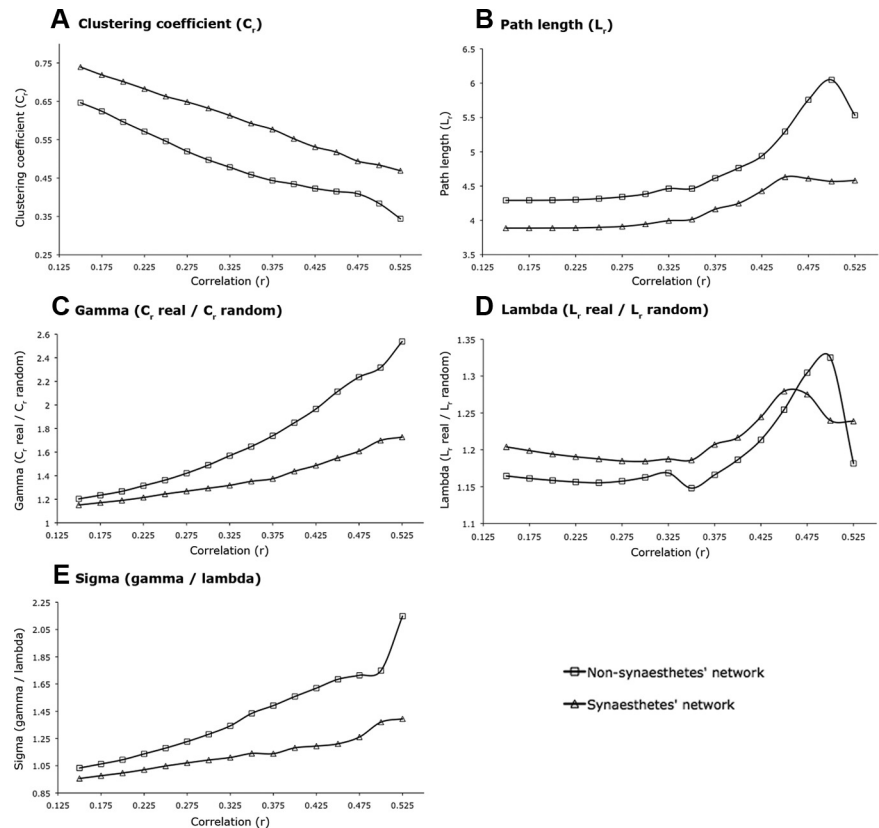 A Clustering coefficient (Cr)
0.75
0.65
0.55
0.45
0.35
0.25
Clustering coefficient (Cr)
0.125 0.175 0.225 0.275 0.325 0.375 0.425 0.475 0.525
Correlation (r)
B Path length (Lr)
6.5
6
5.5
5
4.5
4
3.5
Path length (Lr)
0.125 0.175 0.225 0.275 0.325 0.375 0.425 0.475 0.525
Correlation (r)
C Gamma (Cr real / Cr random)
2.6
2.4
2.2
2
1.8
1.6
1.4
1.2
1
Gamma (Cr real / Cr random)
0.125 0.175 0.225 0.275 0.325 0.375 0.425 0.475 0.525
Correlation (r)
D Lambda (Lr real / Lr random)
1.35
1.3
1.25
1.2
1.15
1.1
Lambda (Lr real / Lr random)
0.125 0.175 0.225 0.275 0.325 0.375 0.425 0.475 0.525
Correlation (r)
E Sigma (gamma / lambda)
2.25
2.05
1.85
1.65
1.45
1.25
1.05
0.85
Sigma (gamma / lambda)
0.125 0.175 0.225 0.275 0.325 0.375 0.425 0.475 0.525
Correlation (r)
Non-synaesthetes' network
Synaesthetes' network